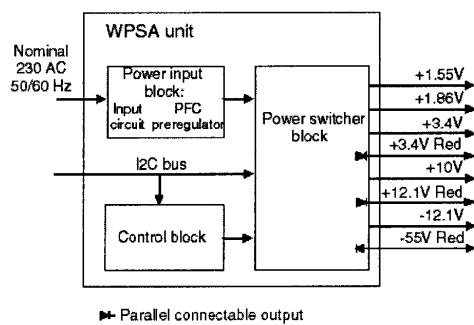 WPSA unit
Nominal
230 AC
50/60 Hz
Power input
block:
Input PFC
circuit preregulator
Power switcher
block
I2C bus
Control block
+1.55V
+1.86V
+3.4V
+3.4V Red
+10V
+12.1V Red
-12.1V
-55V Red
Parallel connectable output